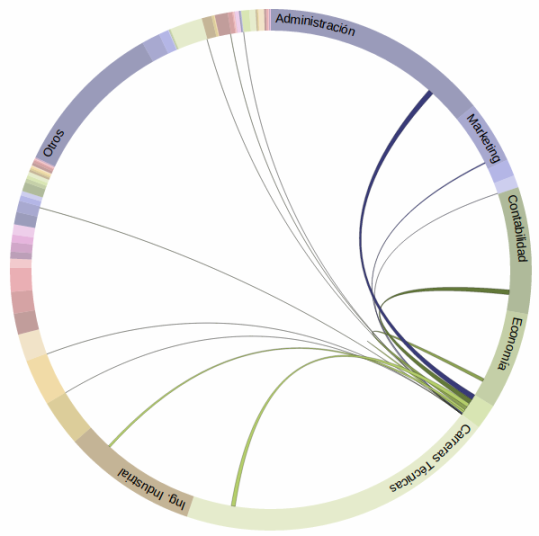 Administración
Marketing
Contabilidad
Economía
Carreras Técnicas
Ing. Industrial
Otros